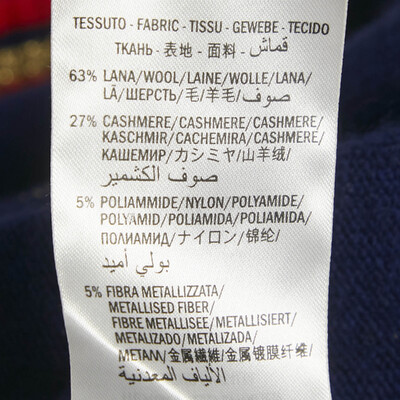 TESSUTO - FABRIC - TISSU - GEWEBE - TECIDO
ТКАНЬ - 表地 - 面料 - قماش
63% LANA/WOOL/LAINE/WOLLE/LANA/
LÃ/ШЕРСТЬ/毛/羊毛/صوف
27% CASHMERE/CASHMERE/CASHMERE/
KASCHMIR/CACHEMIRA/CASHMERE/
КАШЕМИР/カシミヤ/山羊绒/
صوف الكشمير
5% POLIAMMIDE/NYLON/POLYAMIDE/
POLYAMID/POLIAMIDA/POLIAMIDA/
ПОЛИАМИД/ナイロン/锦纶/
بولي أميد
5% FIBRA METALLIZZATA/
METALLISED FIBER/
FIBRE METALLISEE/METALLISIERT/
METALIZADO/METALIZADA/
МЕТАЛЛ/金属繊維/金属镀膜纤维/
الألياف المعدنية